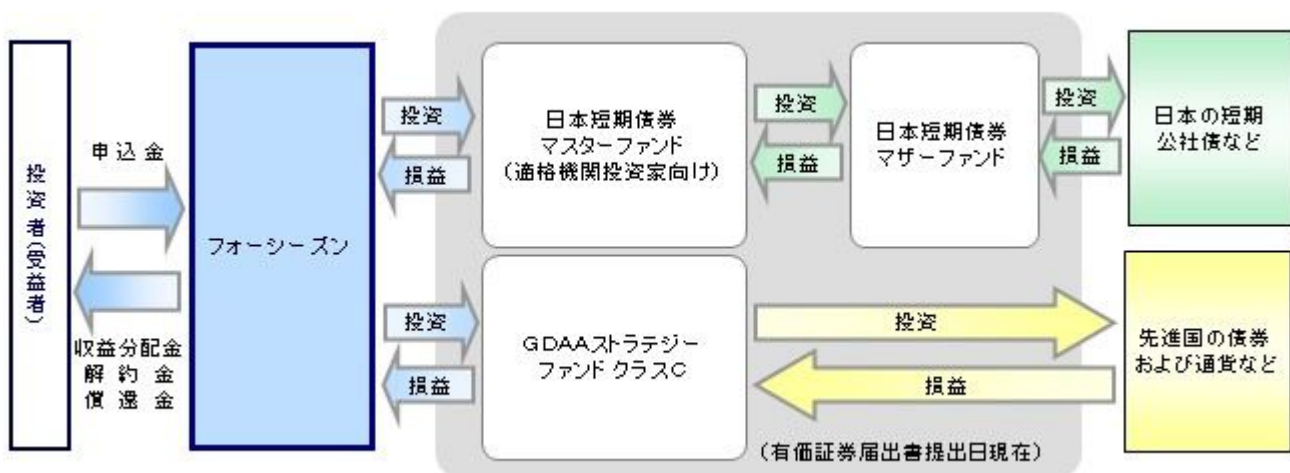 投資者(受益者)
申込金
収益分配金
解約金
償還金
フォーシーズン
投資
損益
日本短期債券
マスターファンド
(適格機関投資家向け)
投資
損益
日本短期債券
マザーファンド
投資
損益
日本の短期
公社債など
投資
損益
GDAAストラテジー
ファンド クラスC
投資
損益
先進国の債券
および通貨など
(有価証券届出書提出日現在)